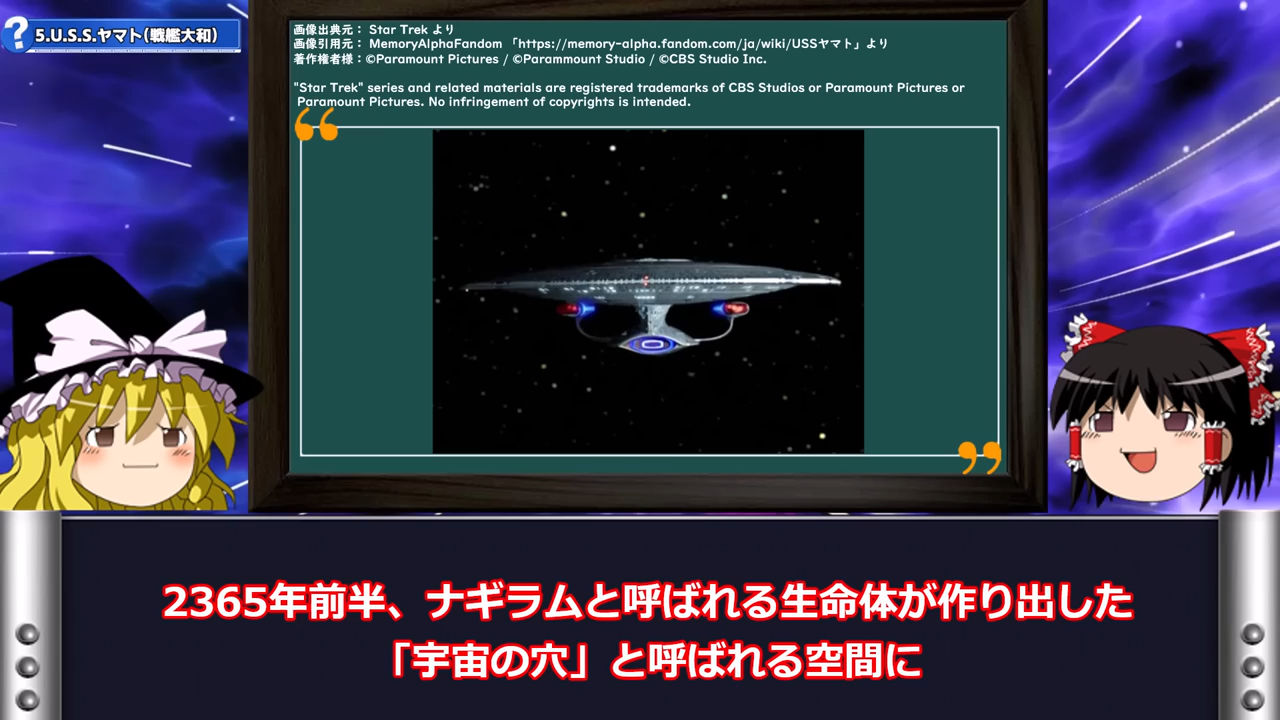 ?
5.U.S.S.ヤマト(戦艦大和)
画像出典元： Star Trek より
画像引用元： MemoryAlphaFandom 「https://memory-alpha.fandom.com/ja/wiki/USSヤマト」より
著作権者様：©Paramount Pictures / ©Parammount Studio / ©CBS Studio Inc.
"Star Trek" series and related materials are registered trademarks of CBS Studios or Paramount Pictures or
Paramount Pictures. No infringement of copyrights is intended.
2365年前半、ナギラムと呼ばれる生命体が作り出した
「宇宙の穴」と呼ばれる空間に